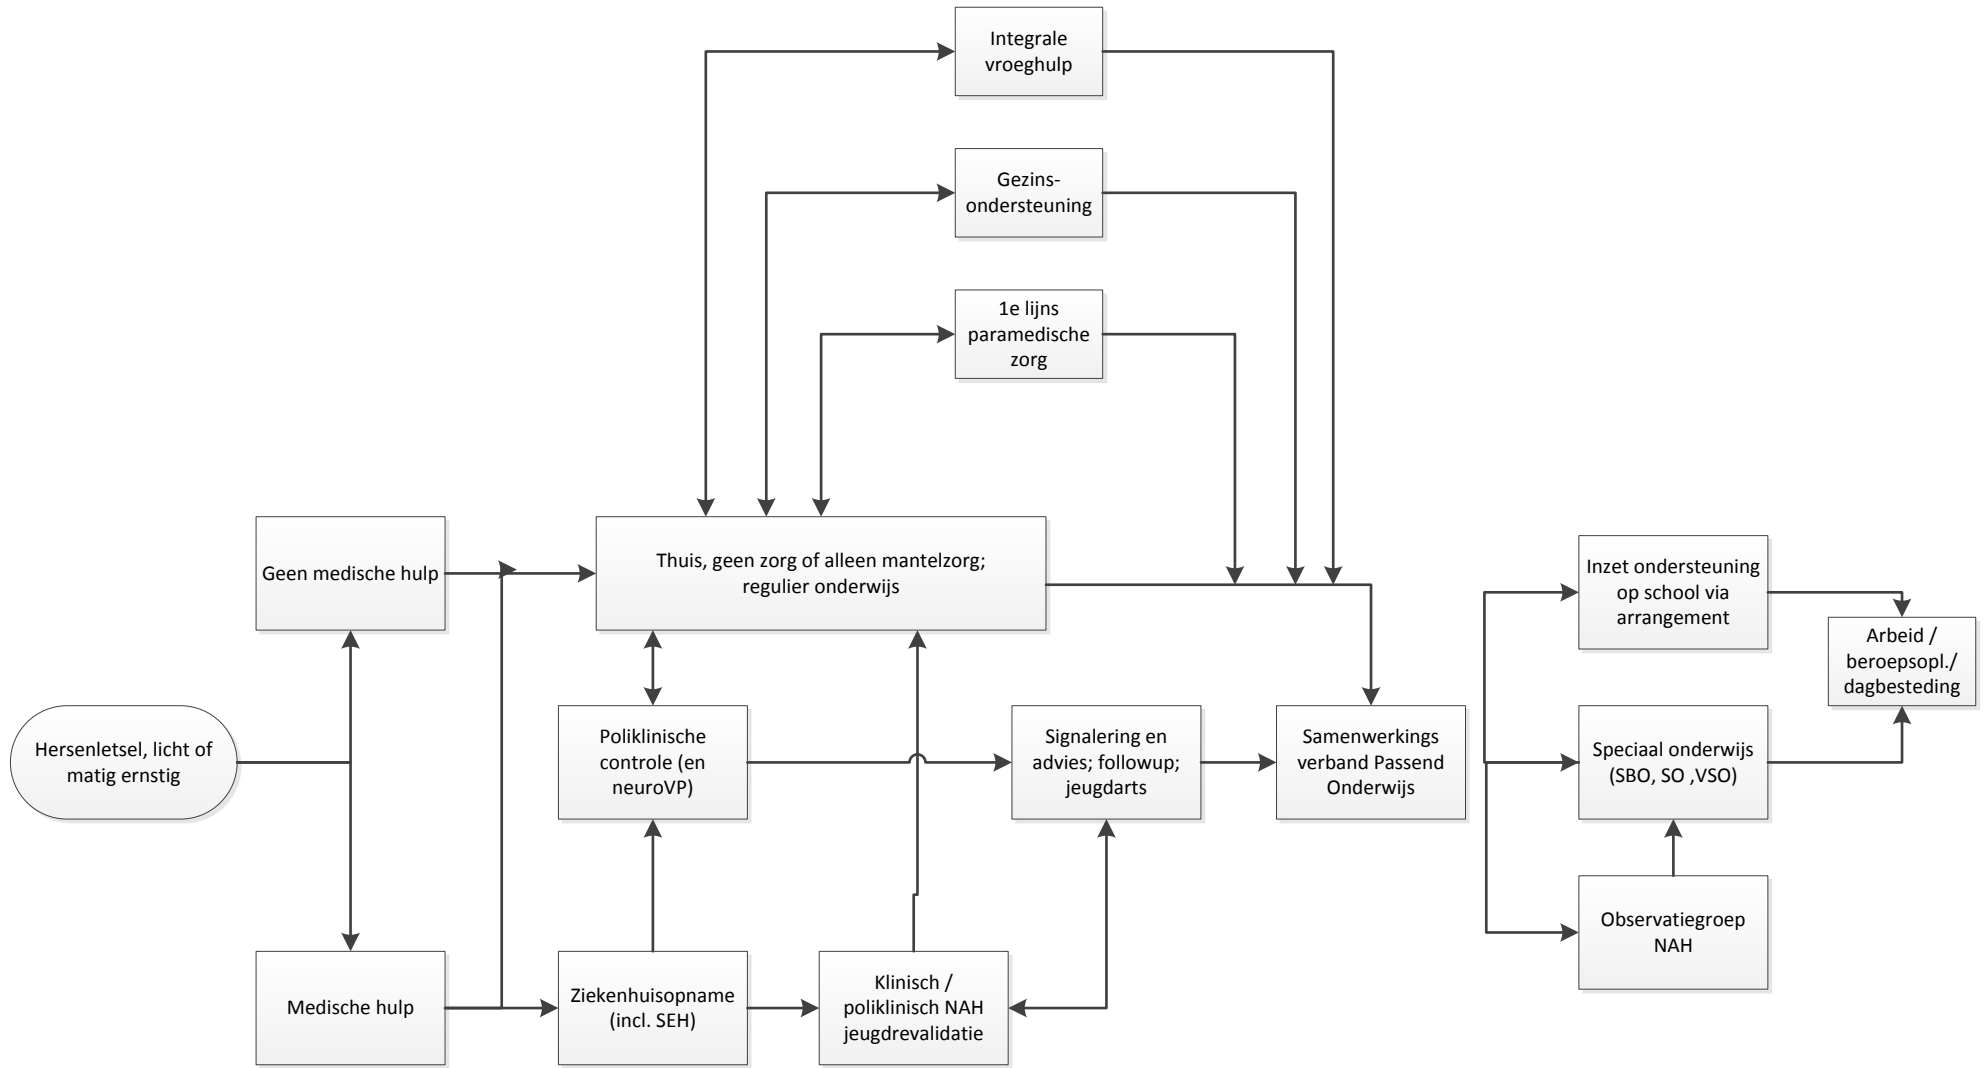 Integrale
vroeghulp
Gezins-
ondersteuning
1e lijns
paramedische
zorg
Geen medische hulp
Thuis, geen zorg of alleen mantelzorg;
regulier onderwijs
Inzet ondersteuning
op school via
arrangement
Arbeid /
beroepsopl./
dagbesteding
Hersenletsel, licht of
matig ernstig
Poliklinische
controle (en
neuroVP)
Signalering en
advies; followup;
jeugdarts
Samenwerkings
verband Passend
Onderwijs
Speciaal onderwijs
(SBO, SO ,VSO)
Observatiegroep
NAH
Medische hulp
Ziekenhuisopname
(incl. SEH)
Klinisch /
poliklinisch NAH
jeugdrevalidatie